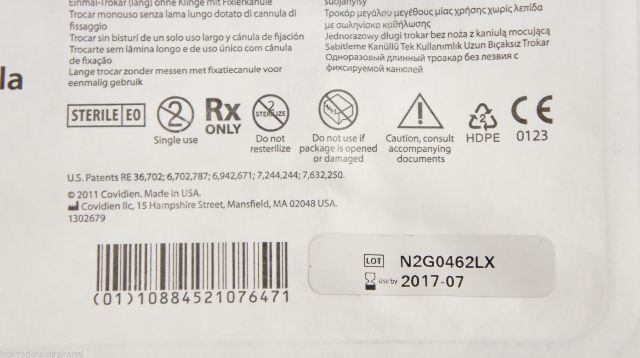 Einmal-Trokar (lang) ohne Klinge mit Fixierkanüle
Trocar monouso senza lama lungo dotato di cannula di
fissaggio
Trocar sin bisturí de un solo uso largo y cánula de fijación
Trocarte sem lâmina longo e de uso único com cânula
de fixação
Lange trocar zonder messen met fixatiecanule voor
eenmalig gebruik
Τροκάρ μεγάλου μεγέθους μίας χρήσης χωρίς λεπίδα
με σωληνίσκο καθήλωσης
Jednorazowy długi trokar bez noża z kaniulą mocującą
Sabitleme Kanüllü Tek Kullanımlık Uzun Bıçaksız Trokar
Одноразовый длинный троакар без лезвия с
фиксируемой канюлей
la
STERILE EO
2
Single use
Rx
ONLY
2
STERILIZE
Do not
resterilize
Do not use if
package is opened
or damaged
Caution, consult
accompanying
documents
2
HDPE
CE
0123
U.S. Patents RE 36,702; 6,702,787; 6,942,671; 7,244,244; 7,632,250.
© 2011 Covidien. Made in USA.
Covidien llc, 15 Hampshire Street, Mansfield, MA 02048 USA.
1302679
(01)10884521076471
LOT N2G0462LX
Use by 2017-07